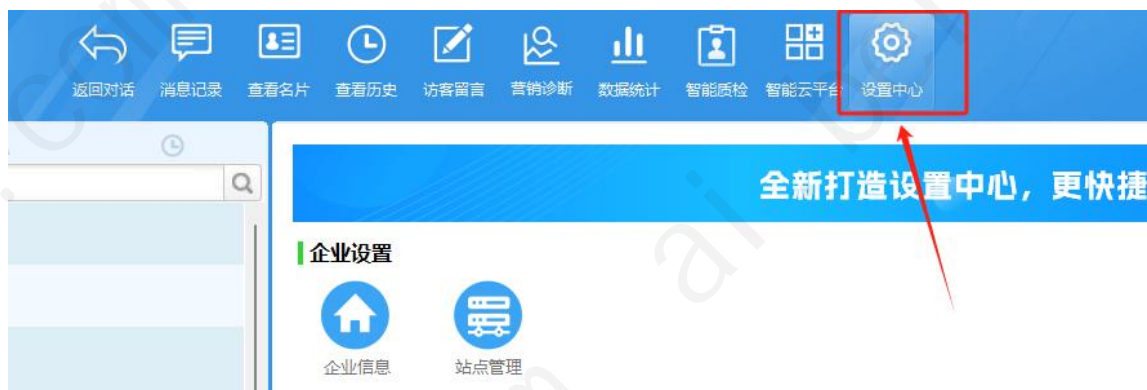 返回对话 消息记录 查看名片 查看历史 访客留言 营销诊断 数据统计 智能质检 智能云平台 设置中心
全新打造设置中心，更快捷
企业设置
企业信息 站点管理